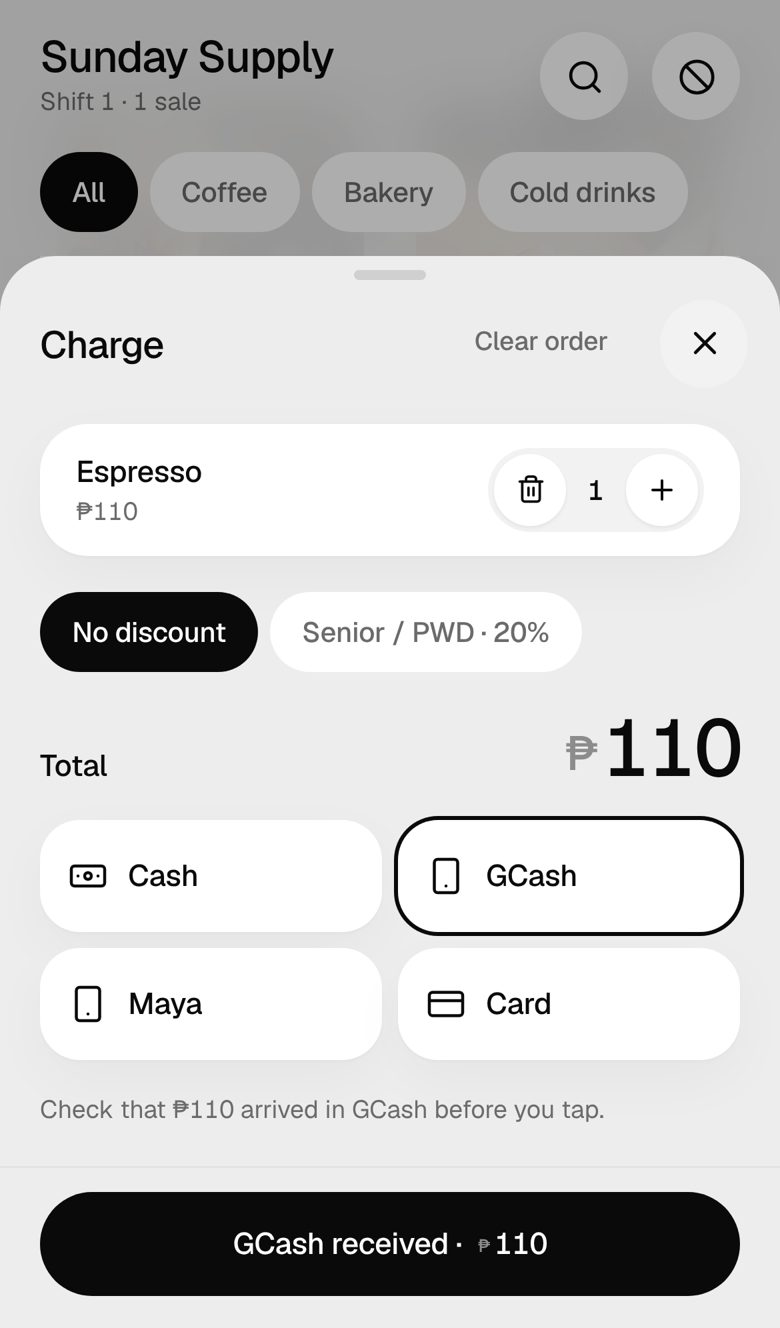 Sunday Supply
Shift 1 · 1 sale
All Coffee Bakery Cold drinks
Charge Clear order
Espresso
₱110
1
No discount Senior / PWD · 20%
Total ₱110
Cash GCash
Maya Card
Check that ₱110 arrived in GCash before you tap.
GCash received · ₱110